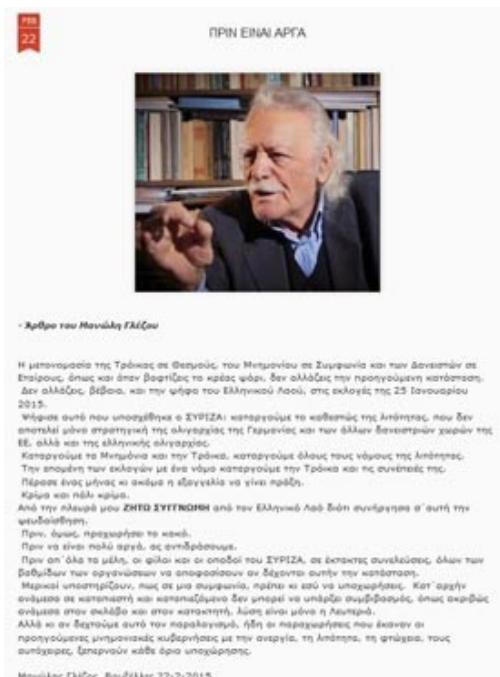 FEB
22
ΠΡΙΝ ΕΙΝΑΙ ΑΡΓΑ
- Άρθρο του Μανώλη Γλέζου
Η μετονομασία της Τρόικας σε Θεσμούς, του Μνημονίου σε Συμφωνία και των Δανειστών σε
Εταίρους, όπως και όταν βαφτίζεις το κρέας ψάρι, δεν αλλάζεις την προηγούμενη κατάσταση.
Δεν αλλάζεις, βέβαια, και την ψήφο του Ελληνικού Λαού, στις εκλογές της 25 Ιανουαρίου
2015.
Ψήφισε αυτό που υποσχέθηκε ο ΣΥΡΙΖΑ: καταργούμε το καθεστώς της λιτότητας, που δεν
αποτελεί μόνο στρατηγική της ολιγαρχίας της Γερμανίας και των άλλων δανειστριών χωρών της
ΕΕ, αλλά και της ελληνικής ολιγαρχίας.
Καταργούμε τα Μνημόνια και την Τρόικα, καταργούμε όλους τους νόμους της λιτότητας.
Την επομένη των εκλογών με ένα νόμο καταργούμε την Τρόικα και τις συνέπειές της.
Πέρασε ένας μήνας κι ακόμα η εξαγγελία να γίνει πράξη.
Κρίμα και πάλι κρίμα.
Από την πλευρά μου ΖΗΤΩ ΣΥΓΓΝΩΜΗ από τον Ελληνικό Λαό διότι συνήργησα σ΄αυτή την
ψευδαίσθηση.
Πριν, όμως, προχωρήσει το κακό.
Πριν να είναι πολύ αργά, ας αντιδράσουμε.
Πριν απ΄όλα τα μέλη, οι φίλοι και οι οπαδοί του ΣΥΡΙΖΑ, σε έκτακτες συνελεύσεις, όλων των
βαθμίδων των οργανώσεων να αποφασίσουν αν δέχονται αυτήν την κατάσταση.
Μερικοί υποστηρίζουν, πως σε μια συμφωνία, πρέπει κι εσύ να υποχωρήσεις. Κατ΄αρχήν
ανάμεσα σε καταπιεστή και καταπιεζόμενο δεν μπορεί να υπάρξει συμβιβασμός, όπως ακριβώς
ανάμεσα στον σκλάβο και στον κατακτητή, λύση είναι μόνο η Λευτεριά.
Αλλά κι αν δεχτούμε αυτό τον παραλογισμό, ήδη οι παραχωρήσεις που έκαναν οι
προηγούμενες μνημονιακές κυβερνήσεις με την ανεργία, τη λιτότητα, τη φτώχεια, τους
αυτόχειρες, ξεπερνούν κάθε όριο υποχώρησης.
Μανώλης Γλέζος, Βρυξέλλες 22-2-2015